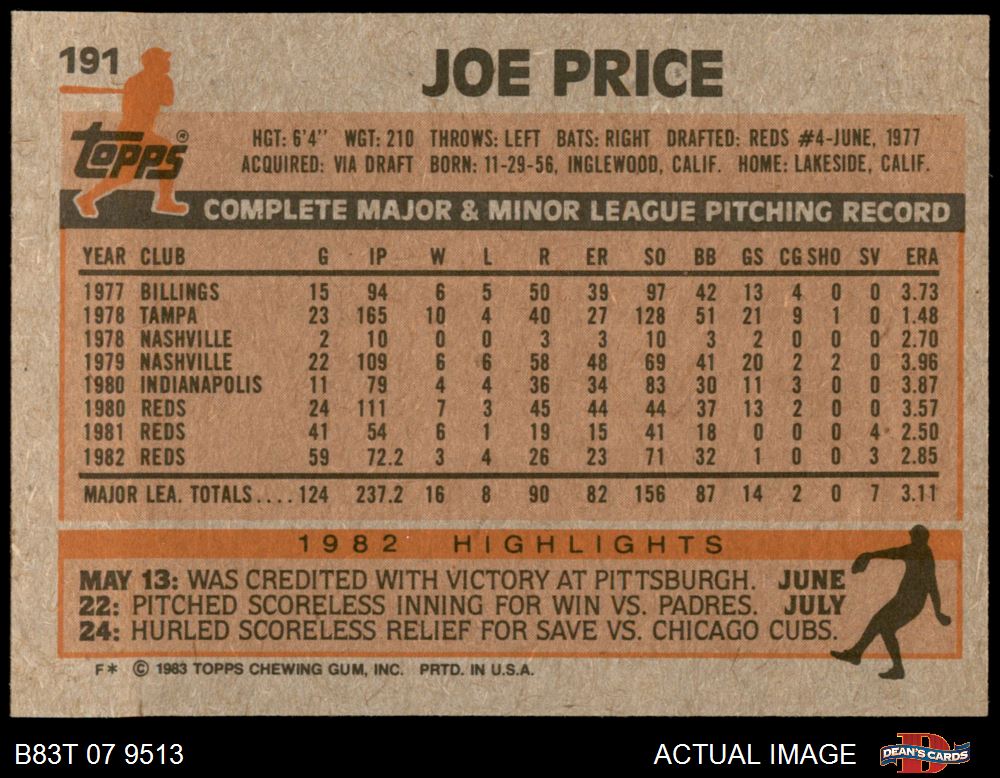 191
JOE PRICE
Topps®
HGT: 6'4'' WGT: 210 THROWS: LEFT BATS: RIGHT DRAFTED: REDS #4-JUNE, 1977
ACQUIRED: VIA DRAFT BORN: 11-29-56, INGLEWOOD, CALIF. HOME: LAKESIDE, CALIF.
COMPLETE MAJOR & MINOR LEAGUE PITCHING RECORD
YEAR CLUB G IP W L R ER SO BB GS CG SHO SV ERA
1977 BILLINGS 15 94 6 5 50 39 97 42 13 4 0 0 3.73
1978 TAMPA 23 165 10 4 40 27 128 51 21 9 1 0 1.48
1978 NASHVILLE 2 10 0 0 3 3 10 3 2 0 0 0 2.70
1979 NASHVILLE 22 109 6 6 58 48 69 41 20 2 2 0 3.96
1980 INDIANAPOLIS 11 79 4 4 36 34 83 30 11 3 0 0 3.87
1980 REDS 24 111 7 3 45 44 44 37 13 2 0 0 3.57
1981 REDS 41 54 6 1 19 15 41 18 0 0 0 4 2.50
1982 REDS 59 72.2 3 4 26 23 71 32 1 0 0 3 2.85
MAJOR LEA. TOTALS.... 124 237.2 16 8 90 82 156 87 14 2 0 7 3.11
1982 HIGHLIGHTS
MAY 13: WAS CREDITED WITH VICTORY AT PITTSBURGH. JUNE
22: PITCHED SCORELESS INNING FOR WIN VS. PADRES. JULY
24: HURLED SCORELESS RELIEF FOR SAVE VS. CHICAGO CUBS.
F* © 1983 TOPPS CHEWING GUM, INC. PRTD. IN U.S.A.
B83T 07 9513
ACTUAL IMAGE
D
DEAN'S CARDS